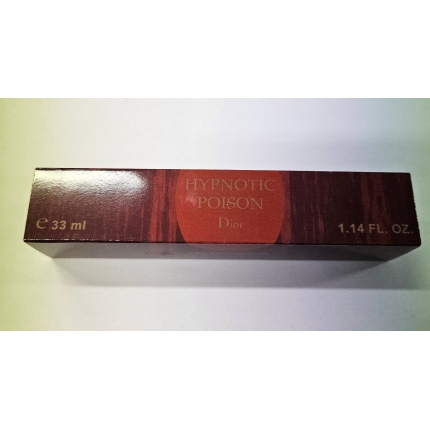 HYPNOTIC
POISON
Dior
℮ 33 ml
1.14 FL. OZ.